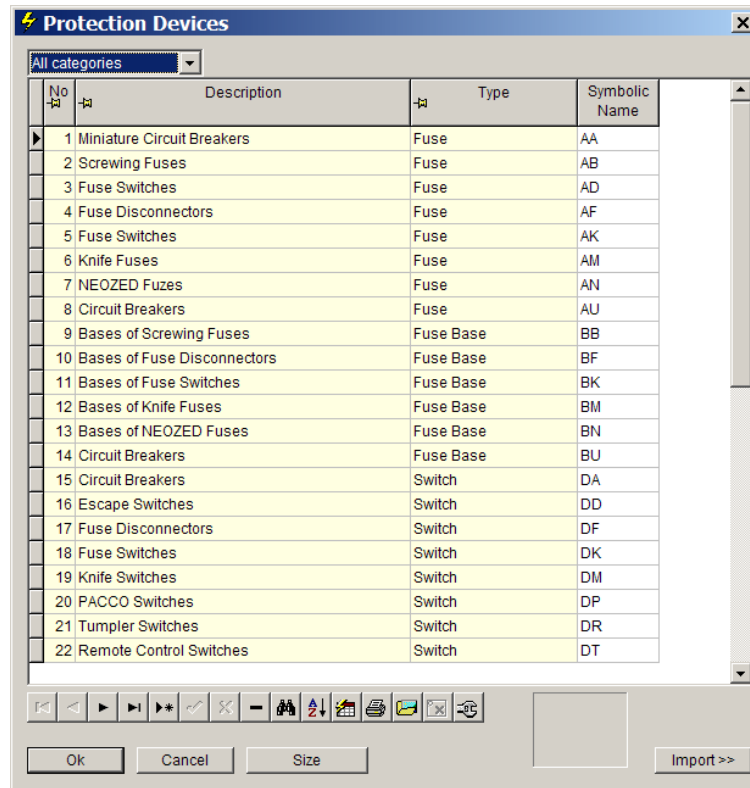 Protection Devices
All categories
No Description Type Symbolic Name
1 Miniature Circuit Breakers Fuse AA
2 Screwing Fuses Fuse AB
3 Fuse Switches Fuse AD
4 Fuse Disconnectors Fuse AF
5 Fuse Switches Fuse AK
6 Knife Fuses Fuse AM
7 NEOZED Fuzes Fuse AN
8 Circuit Breakers Fuse AU
9 Bases of Screwing Fuses Fuse Base BB
10 Bases of Fuse Disconnectors Fuse Base BF
11 Bases of Fuse Switches Fuse Base BK
12 Bases of Knife Fuses Fuse Base BM
13 Bases of NEOZED Fuses Fuse Base BN
14 Circuit Breakers Fuse Base BU
15 Circuit Breakers Switch DA
16 Escape Switches Switch DD
17 Fuse Disconnectors Switch DF
18 Fuse Switches Switch DK
19 Knife Switches Switch DM
20 PACCO Switches Switch DP
21 Tumpler Switches Switch DR
22 Remote Control Switches Switch DT
Ok Cancel Size Import >>